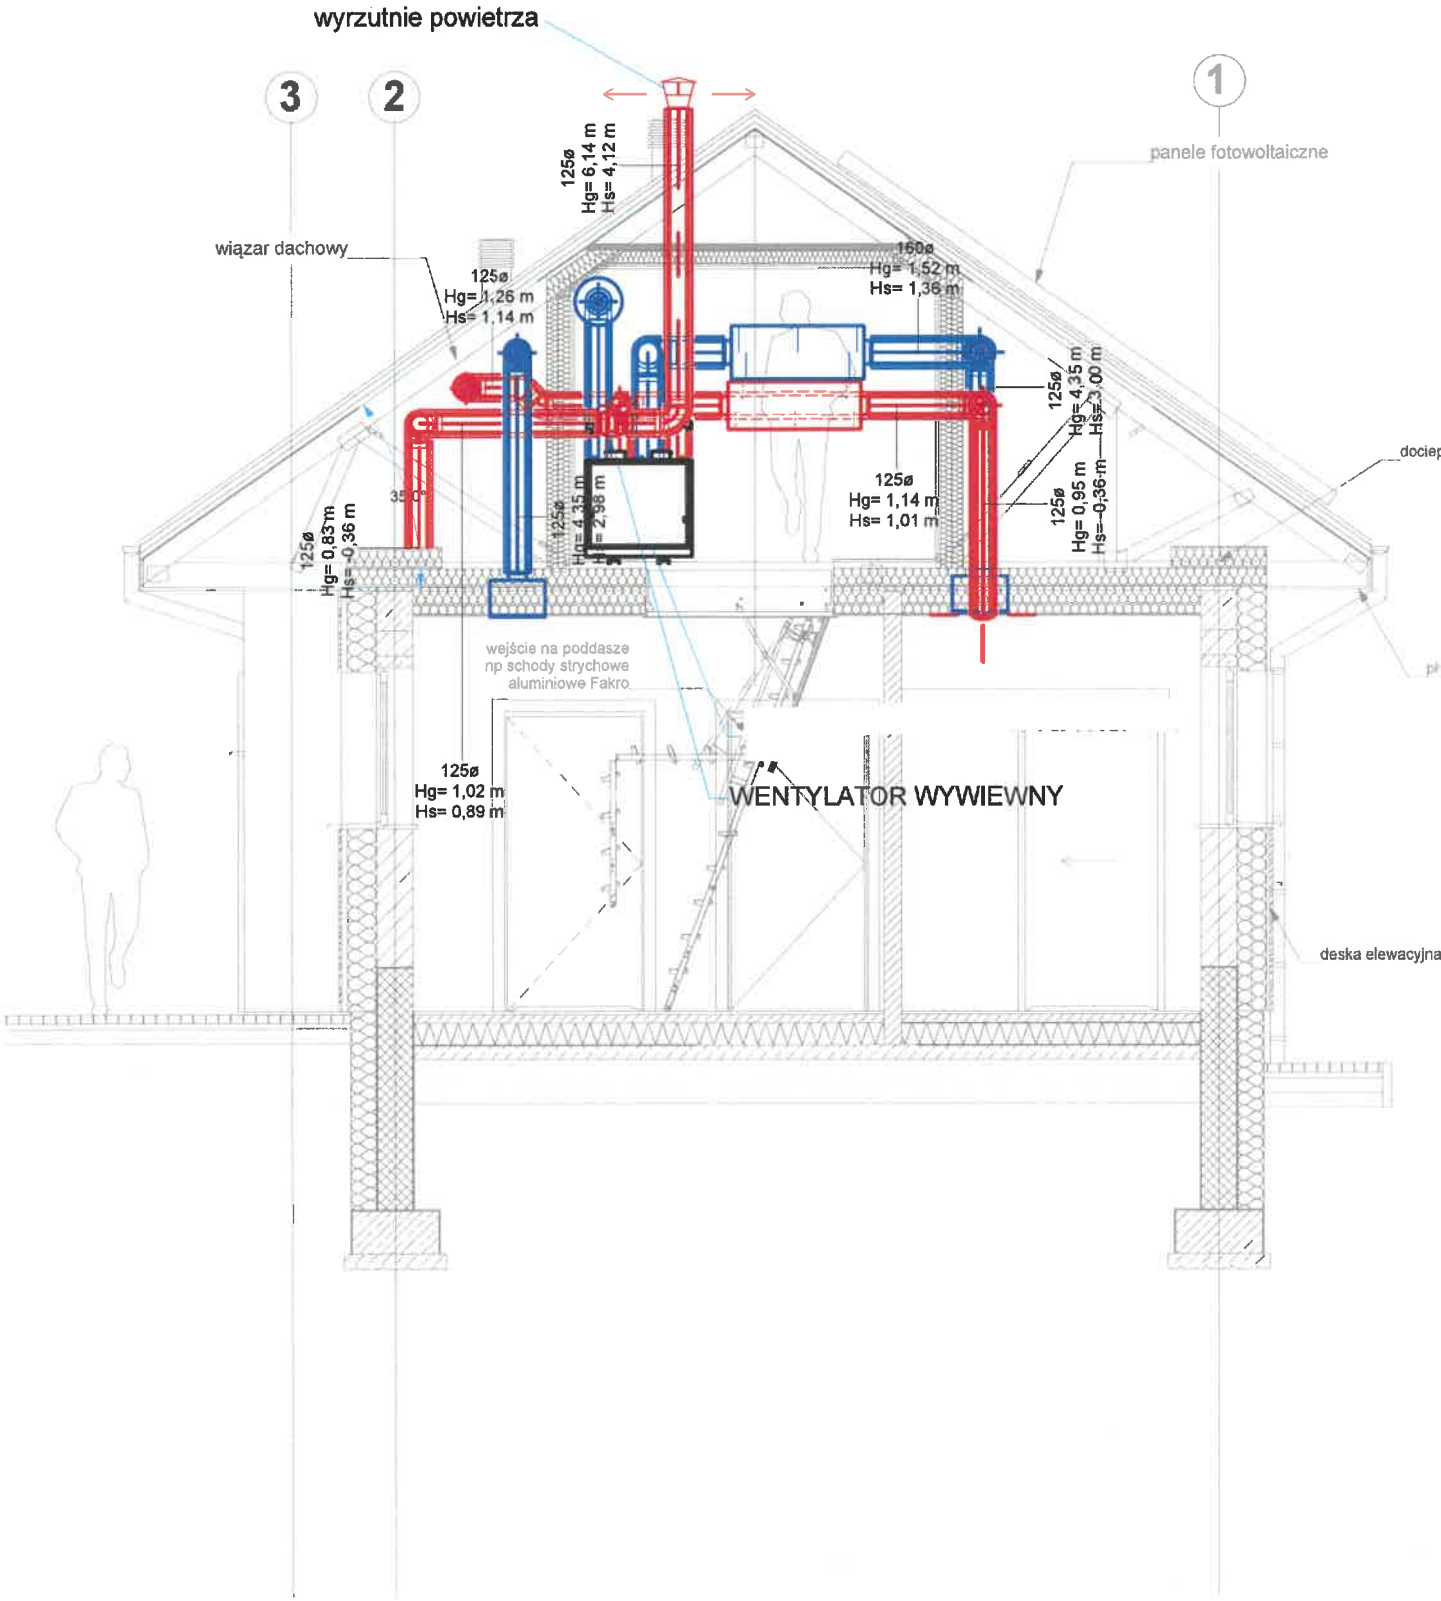 wyrzutnie powietrza
3
2
1
panele fotowoltaiczne
125ø
Hg= 6,14 m
Hs= 4,12 m
wiązar dachowy
125ø
Hg= 1,26 m
Hs= 1,14 m
160ø
Hg= 1,52 m
Hs= 1,36 m
125ø
Hg= 4,35 m
Hs= 3,00 m
dociep
35,0°
125ø
Hg= 0,83 m
Hs= -0,36 m
125ø
Hg= 4,35 m
= 2,98 m
125ø
Hg= 1,14 m
Hs= 1,01 m
125ø
Hg= 0,95 m
Hs= -0,36 m
wejście na poddasze
np schody strychowe
aluminiowe Fakro
125ø
Hg= 1,02 m
Hs= 0,89 m
WENTYLATOR WYWIEWNY
deska elewacyjna